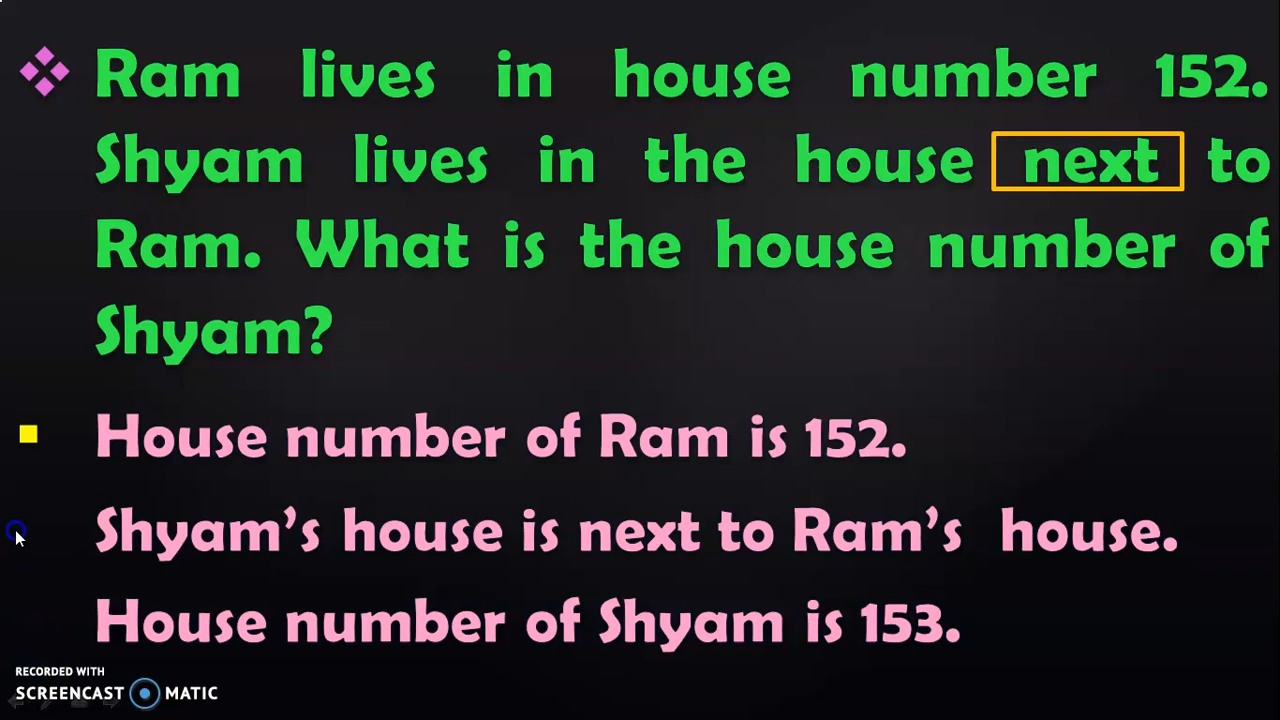 Ram lives in house number 152.
Shyam lives in the house next to
Ram. What is the house number of
Shyam?
House number of Ram is 152.
Shyam’s house is next to Ram’s house.
House number of Shyam is 153.
RECORDED WITH
SCREENCAST MATIC